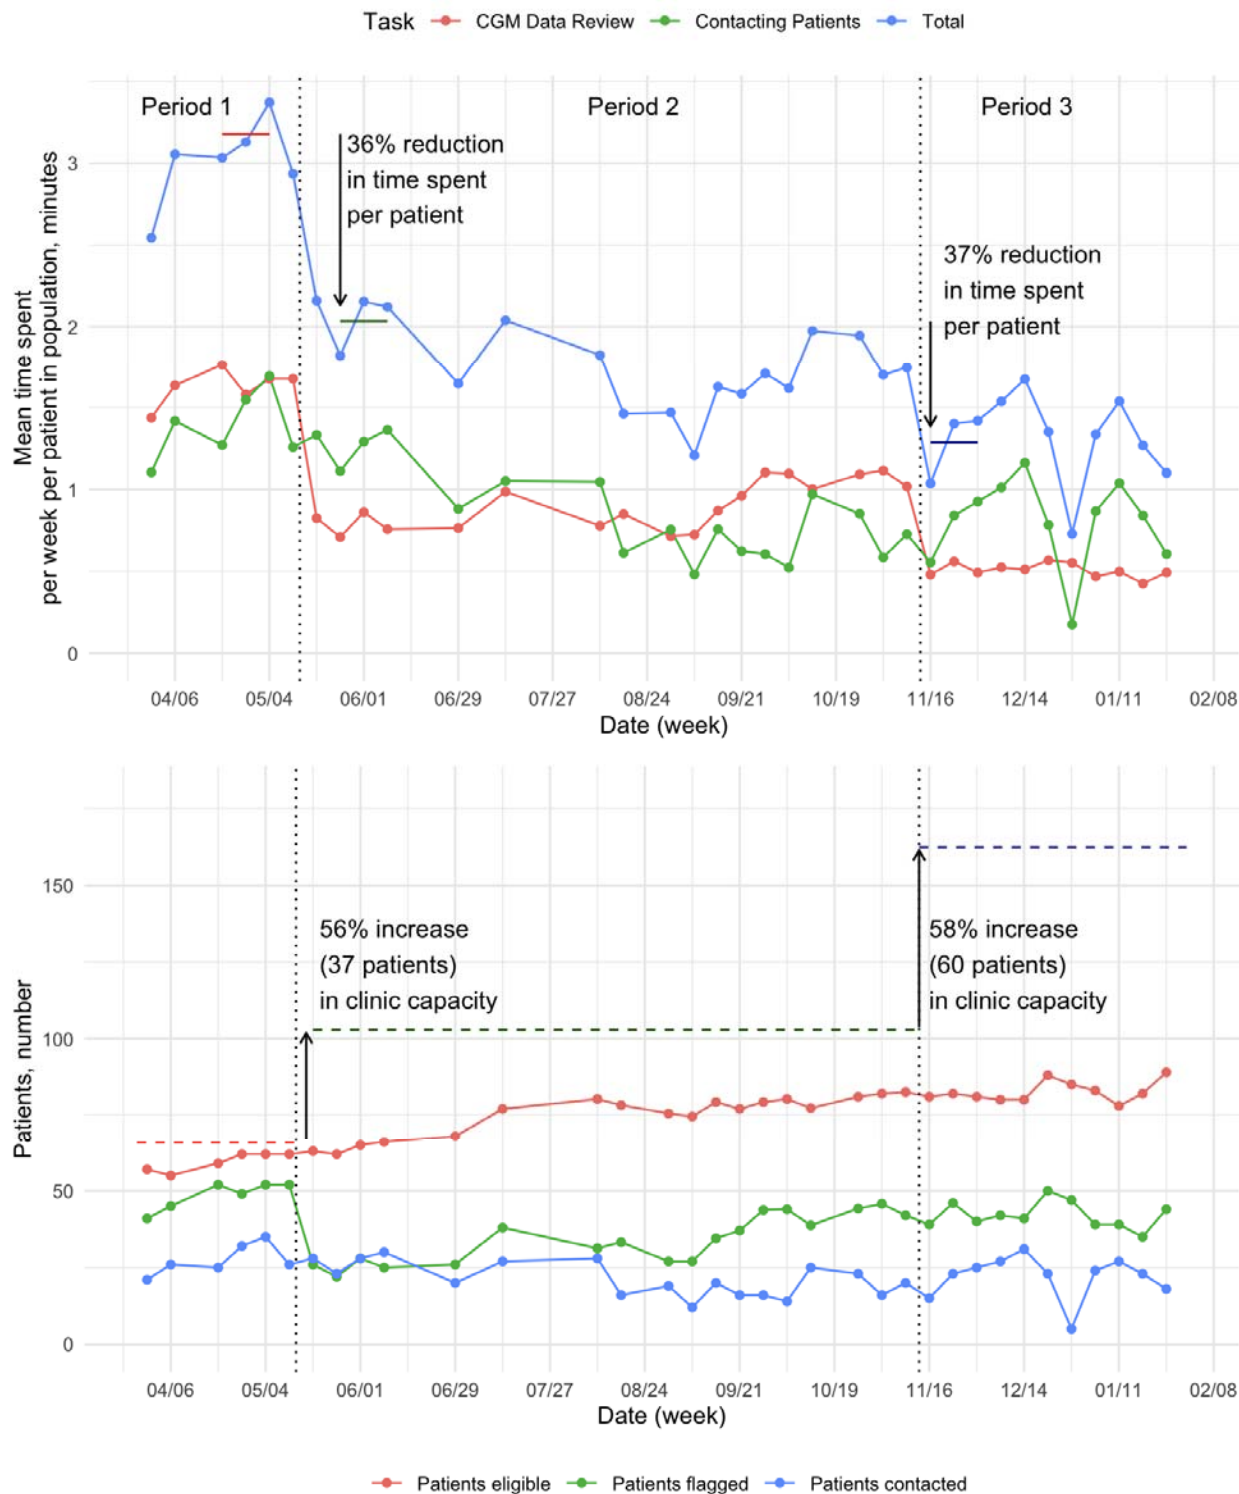 Task CGM Data Review Contacting Patients Total
Period 1
Period 2
Period 3
36% reduction
in time spent
per patient
37% reduction
in time spent
per patient
Mean time spent
per week per patient in population, minutes
3
2
1
0
04/06 05/04 06/01 06/29 07/27 08/24 09/21 10/19 11/16 12/14 01/11 02/08
Date (week)
56% increase
(37 patients)
in clinic capacity
58% increase
(60 patients)
in clinic capacity
Patients, number
150
100
50
0
04/06 05/04 06/01 06/29 07/27 08/24 09/21 10/19 11/16 12/14 01/11 02/08
Date (week)
Patients eligible Patients flagged Patients contacted